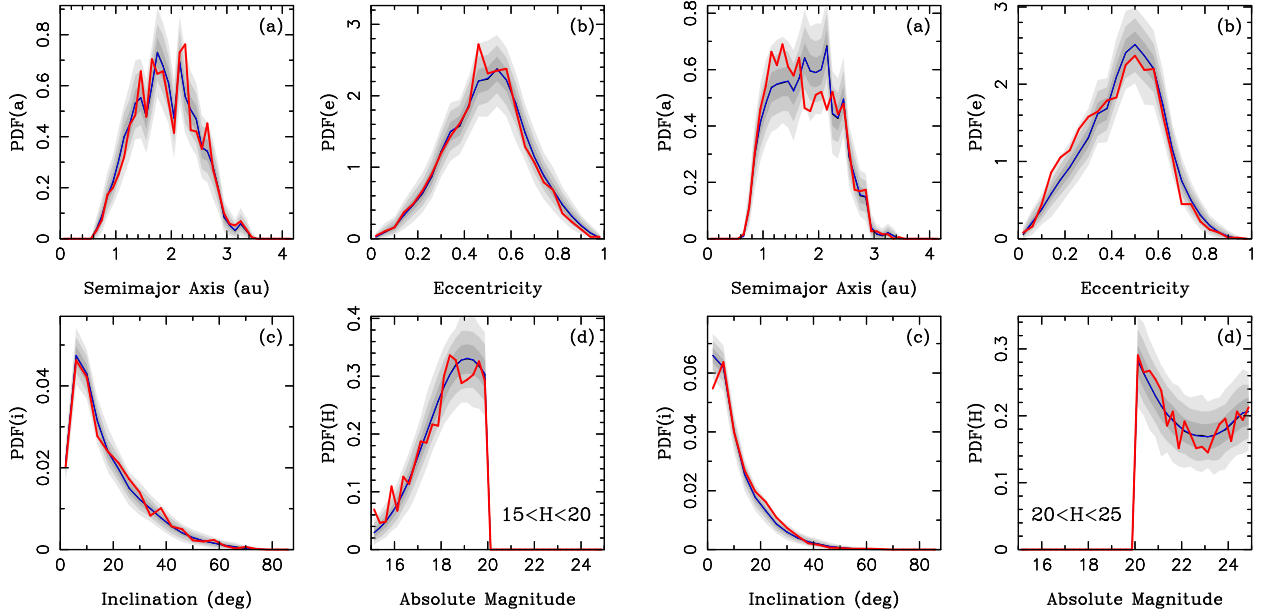 (a)
PDF(a)
0.8
0.6
0.4
0.2
0
0 1 2 3 4
Semimajor Axis (au)
(b)
PDF(e)
3
2
1
0
0 0.2 0.4 0.6 0.8 1
Eccentricity
(a)
PDF(a)
0.8
0.6
0.4
0.2
0
0 1 2 3 4
Semimajor Axis (au)
(b)
PDF(e)
3
2
1
0
0 0.2 0.4 0.6 0.8 1
Eccentricity
(c)
PDF(i)
0.04
0.02
0
0 20 40 60 80
Inclination (deg)
(d)
PDF(H)
0.4
0.3
0.2
0.1
0
15<H<20
16 18 20 22 24
Absolute Magnitude
(c)
PDF(i)
0.06
0.04
0.02
0
0 20 40 60 80
Inclination (deg)
(d)
PDF(H)
0.3
0.2
0.1
0
20<H<25
16 18 20 22 24
Absolute Magnitude